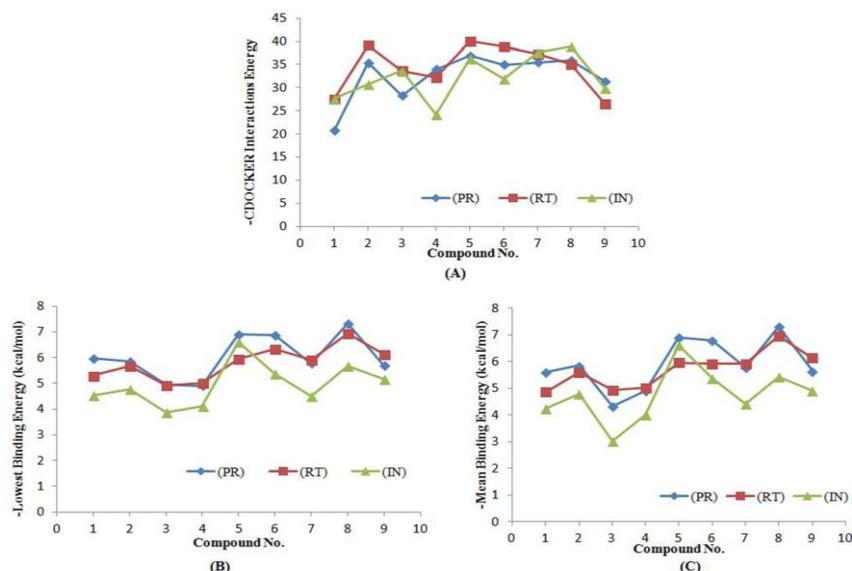 -CDOCKER Interactions Energy
45
40
35
30
25
20
15
10
5
0
(PR) (RT) (IN)
0 1 2 3 4 5 6 7 8 9 10
Compound No.
(A)
-Lowest Binding Energy (kcal/mol)
8
7
6
5
4
3
2
1
0
(PR) (RT) (IN)
0 1 2 3 4 5 6 7 8 9 10
Compound No.
(B)
-Mean Binding Energy (kcal/mol)
8
7
6
5
4
3
2
1
0
(PR) (RT) (IN)
0 1 2 3 4 5 6 7 8 9 10
Compound No.
(C)